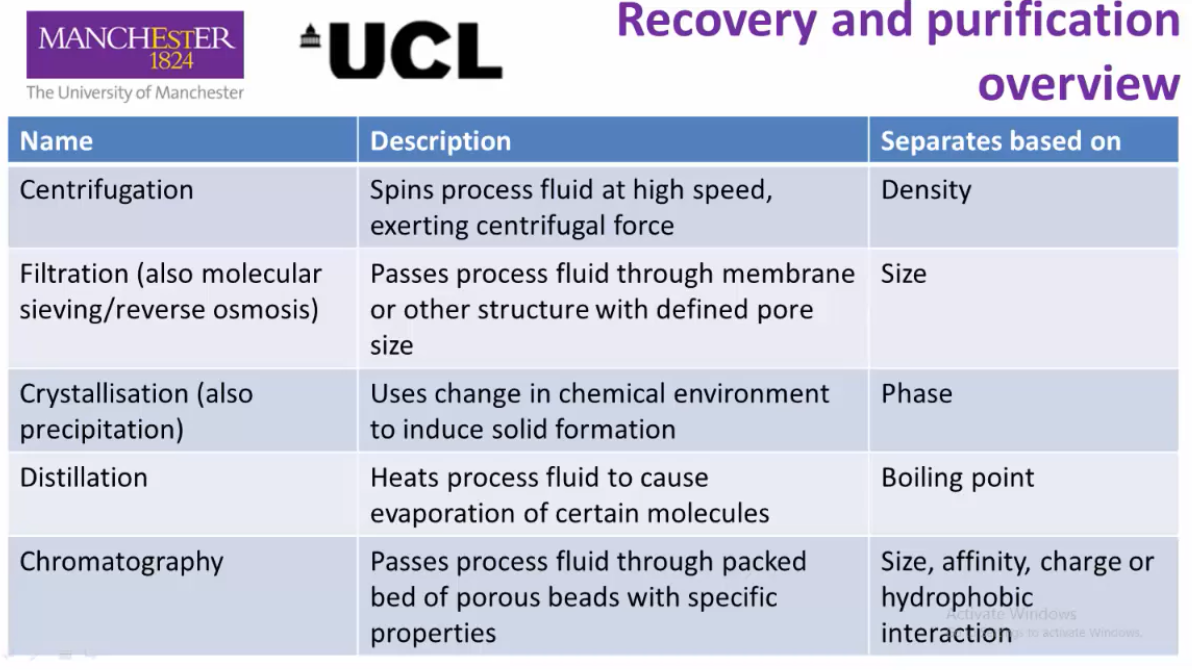 MANCHESTER
1824
The University of Manchester
UCL
Recovery and purification
overview
Name
Description
Separates based on
Centrifugation
Spins process fluid at high speed,
exerting centrifugal force
Density
Filtration (also molecular
sieving/reverse osmosis)
Passes process fluid through membrane
or other structure with defined pore
size
Size
Crystallisation (also
precipitation)
Uses change in chemical environment
to induce solid formation
Phase
Distillation
Heats process fluid to cause
evaporation of certain molecules
Boiling point
Chromatography
Passes process fluid through packed
bed of porous beads with specific
properties
Size, affinity, charge or
hydrophobic
interaction
Activate Windows
to activate Windows.